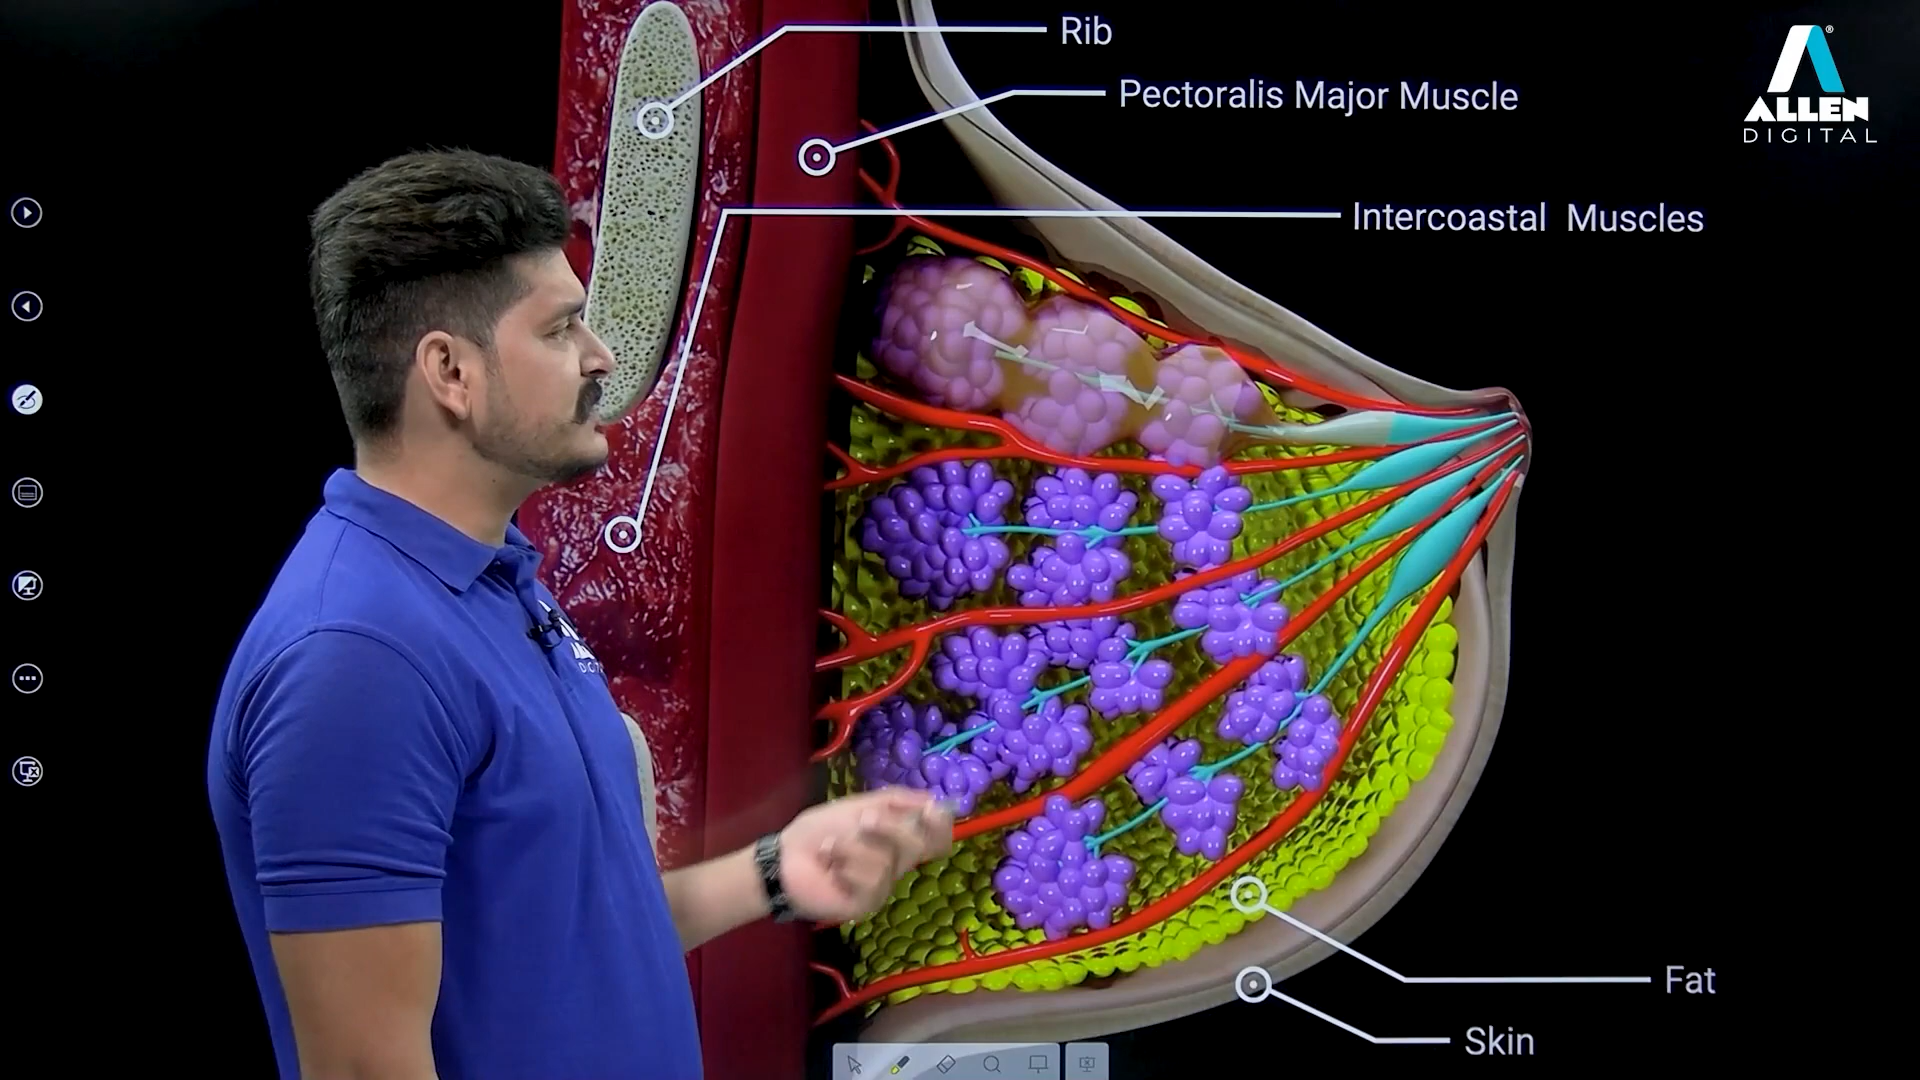 Rib
Pectoralis Major Muscle
Intercoastal Muscles
Fat
Skin
ALLEN
DIGITAL